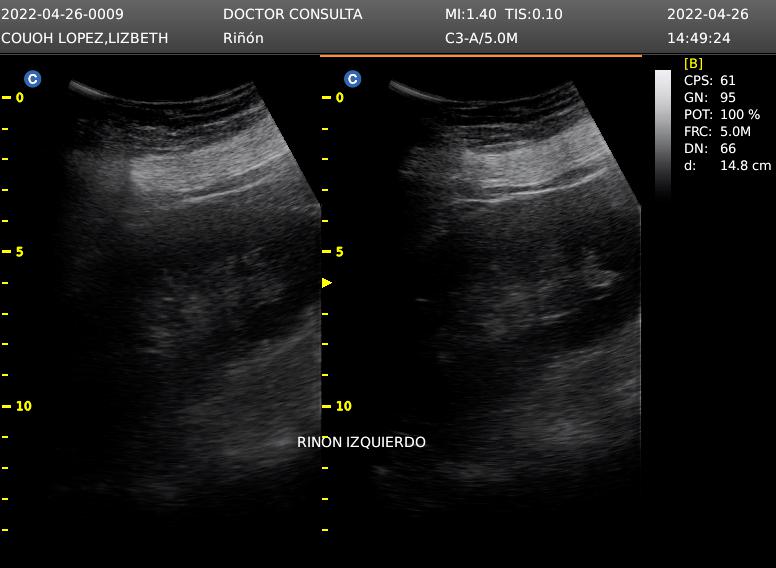 2022-04-26-0009 DOCTOR CONSULTA MI:1.40 TIS:0.10 2022-04-26
COUOH LOPEZ,LIZBETH Riñón C3-A/5.0M 14:49:24
C C
[B]
CPS: 61
GN: 95
POT: 100 %
FRC: 5.0M
DN: 66
d: 14.8 cm
0 0
5 5
10 10
RINON IZQUIERDO